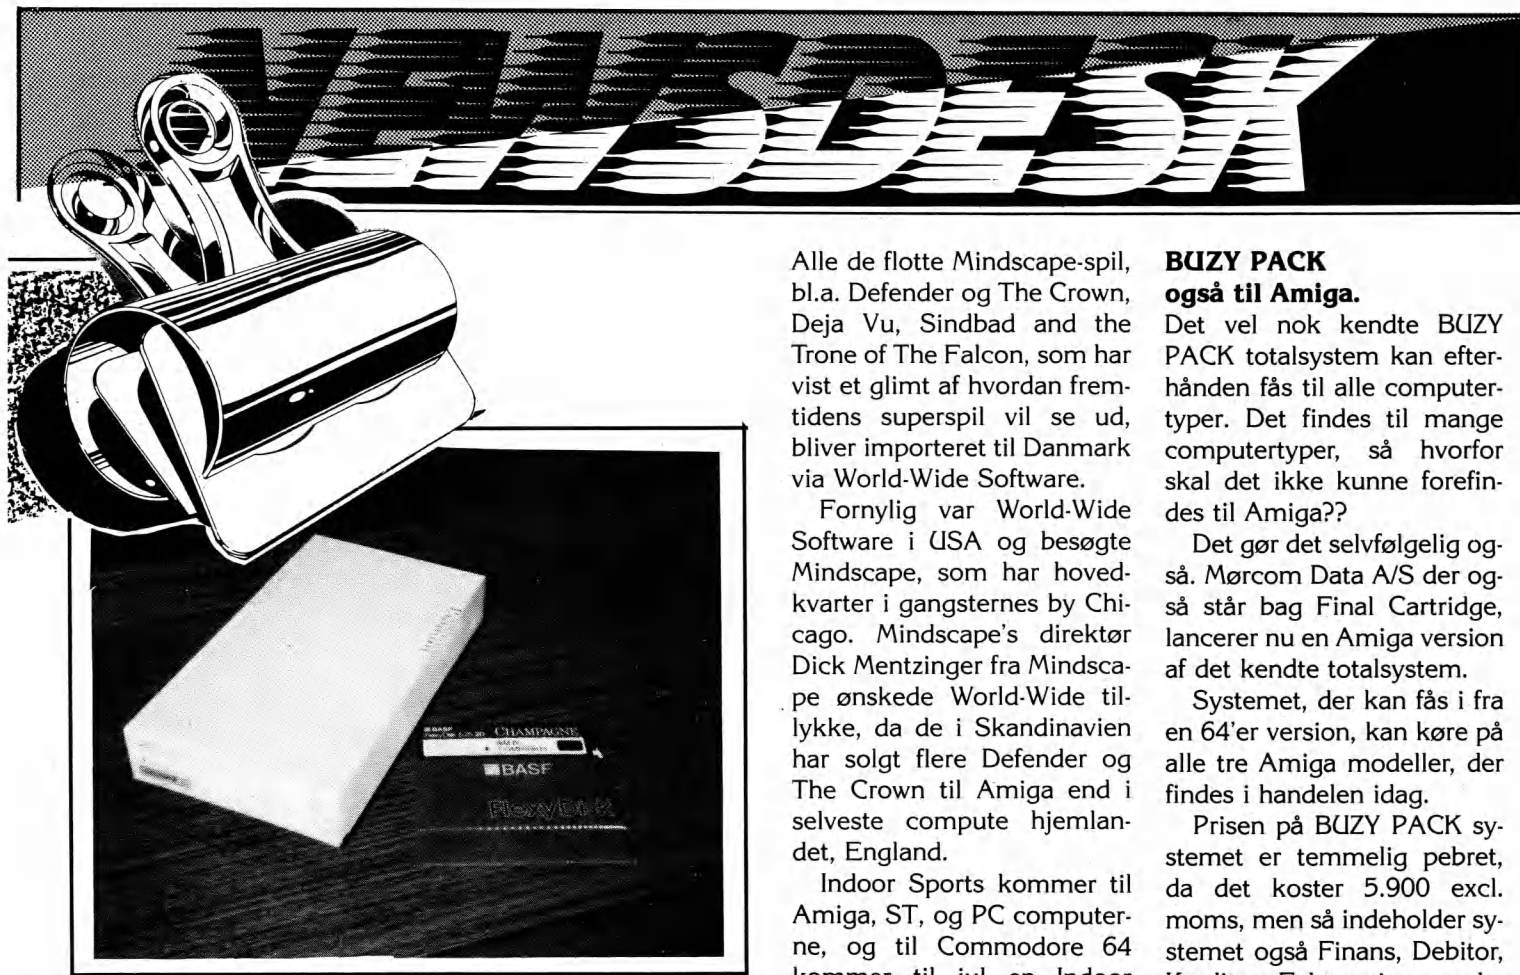 NEWSDESK
CHAMPAGNE
BASF
FlexyDisk
Alle de flotte Mindscape-spil,
bl.a. Defender og The Crown,
Deja Vu, Sindbad and the
Trone of The Falcon, som har
vist et glimt af hvordan frem-
tidens superspil vil se ud,
bliver importeret til Danmark
via World-Wide Software.
Fornylig var World-Wide
Software i USA og besøgte
Mindscape, som har hoved-
kvarter i gangsternes by Chi-
cago. Mindscape's direktør
Dick Mentzinger fra Mindsca-
pe ønskede World-Wide til-
lykke, da de i Skandinavien
har solgt flere Defender og
The Crown til Amiga end i
selveste compute hjemlan-
det, England.
Indoor Sports kommer til
Amiga, ST, og PC computer-
ne, og til Commodore 64
kommer til jul en Indoor
BUZY PACK
også til Amiga.
Det vel nok kendte BUZY
PACK totalsystem kan efter-
hånden fås til alle computer-
typer. Det findes til mange
computertyper, så hvorfor
skal det ikke kunne forefin-
des til Amiga??
Det gør det selvfølgelig og-
så. Mørcom Data A/S der og-
så står bag Final Cartridge,
lancerer nu en Amiga version
af det kendte totalsystem.
Systemet, der kan fås i fra
en 64'er version, kan køre på
alle tre Amiga modeller, der
findes i handelen idag.
Prisen på BUZY PACK sy-
stemet er temmelig pebret,
da det koster 5.900 excl.
moms, men så indeholder sy-
stemet også Finans, Debitor,